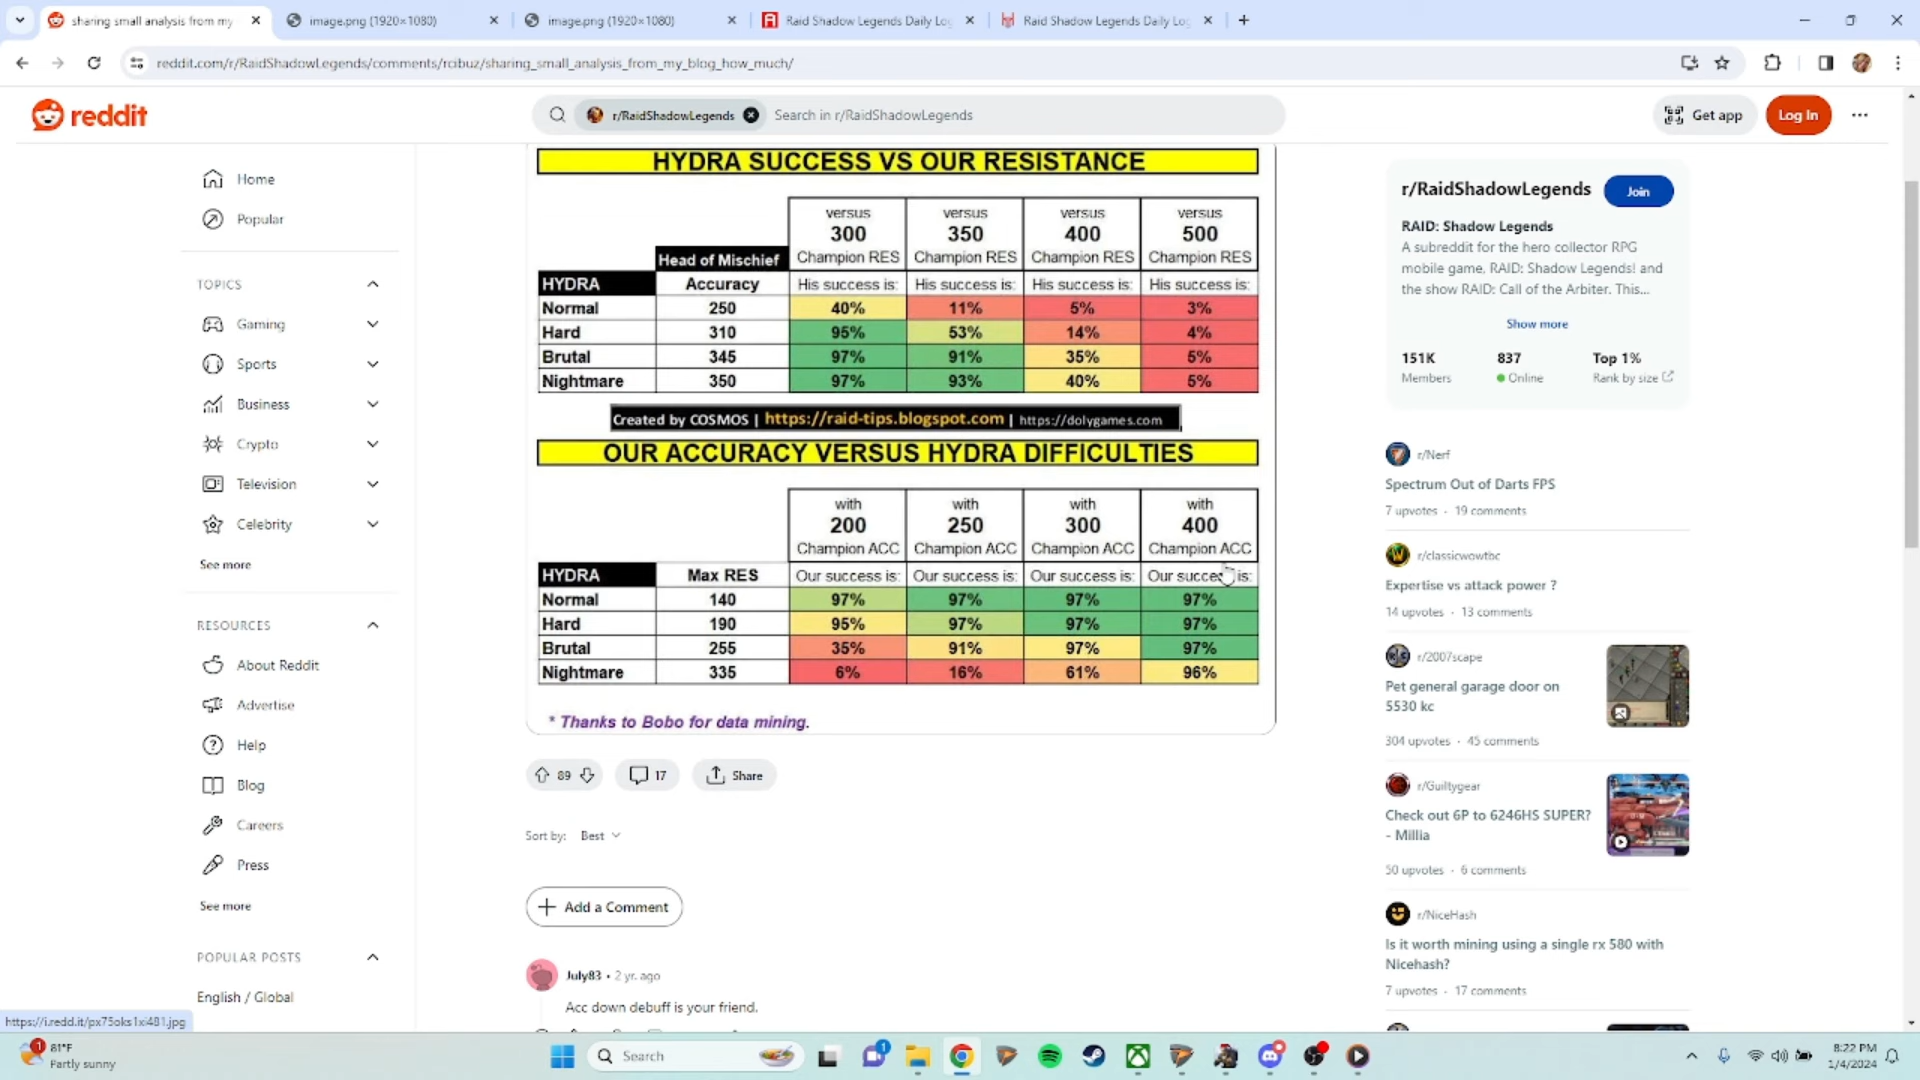 sharing small analysis from my
image.png (1920×1080)
image.png (1920×1080)
Raid Shadow Legends Daily Lo
Raid Shadow Legends Daily Lo
reddit.com/r/RaidShadowLegends/comments/rcibuz/sharing_small_analysis_from_my_blog_how_much/
reddit
r/RaidShadowLegends
Search in r/RaidShadowLegends
Get app
Log In
Home
Popular
TOPICS
Gaming
Sports
Business
Crypto
Television
Celebrity
See more
RESOURCES
About Reddit
Advertise
Help
Blog
Careers
Press
See more
POPULAR POSTS
English / Global
https://i.redd.it/px75oks1xi481.jpg
HYDRA SUCCESS VS OUR RESISTANCE
versus versus versus versus
300 350 400 500
Head of Mischief Champion RES Champion RES Champion RES Champion RES
HYDRA Accuracy His success is: His success is: His success is: His success is:
Normal 250 40% 11% 5% 3%
Hard 310 95% 53% 14% 4%
Brutal 345 97% 91% 35% 5%
Nightmare 350 97% 93% 40% 5%
Created by COSMOS | https://raid-tips.blogspot.com | https://dolygames.com
OUR ACCURACY VERSUS HYDRA DIFFICULTIES
with with with with
200 250 300 400
Champion ACC Champion ACC Champion ACC Champion ACC
HYDRA Max RES Our success is: Our success is: Our success is: Our success is:
Normal 140 97% 97% 97% 97%
Hard 190 95% 97% 97% 97%
Brutal 255 35% 91% 97% 97%
Nightmare 335 6% 16% 61% 96%
* Thanks to Bobo for data mining.
89 17 Share
Sort by: Best
Add a Comment
July83 • 2 yr. ago
Acc down debuff is your friend.
r/RaidShadowLegends
Join
RAID: Shadow Legends
A subreddit for the hero collector RPG
mobile game, RAID: Shadow Legends! and
the show RAID: Call of the Arbiter. This...
Show more
151K 837 Top 1%
Members Online Rank by size
r/Nerf
Spectrum Out of Darts FPS
7 upvotes · 19 comments
r/classicwowtbc
Expertise vs attack power ?
14 upvotes · 13 comments
r/2007scape
Pet general garage door on
5530 kc
304 upvotes · 45 comments
r/Guiltygear
Check out 6P to 6246HS SUPER?
- Millia
50 upvotes · 6 comments
r/NiceHash
Is it worth mining using a single rx 580 with
Nicehash?
7 upvotes · 17 comments
1
81°F
Partly sunny
Search
1
8:22 PM
1/4/2024